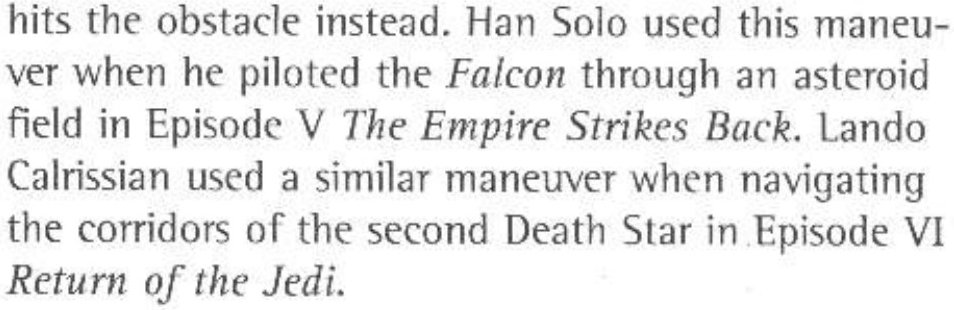 hits the obstacle instead. Han Solo used this maneu-
ver when he piloted the Falcon through an asteroid
field in Episode V The Empire Strikes Back. Lando
Calrissian used a similar maneuver when navigating
the corridors of the second Death Star in Episode VI
Return of the Jedi.